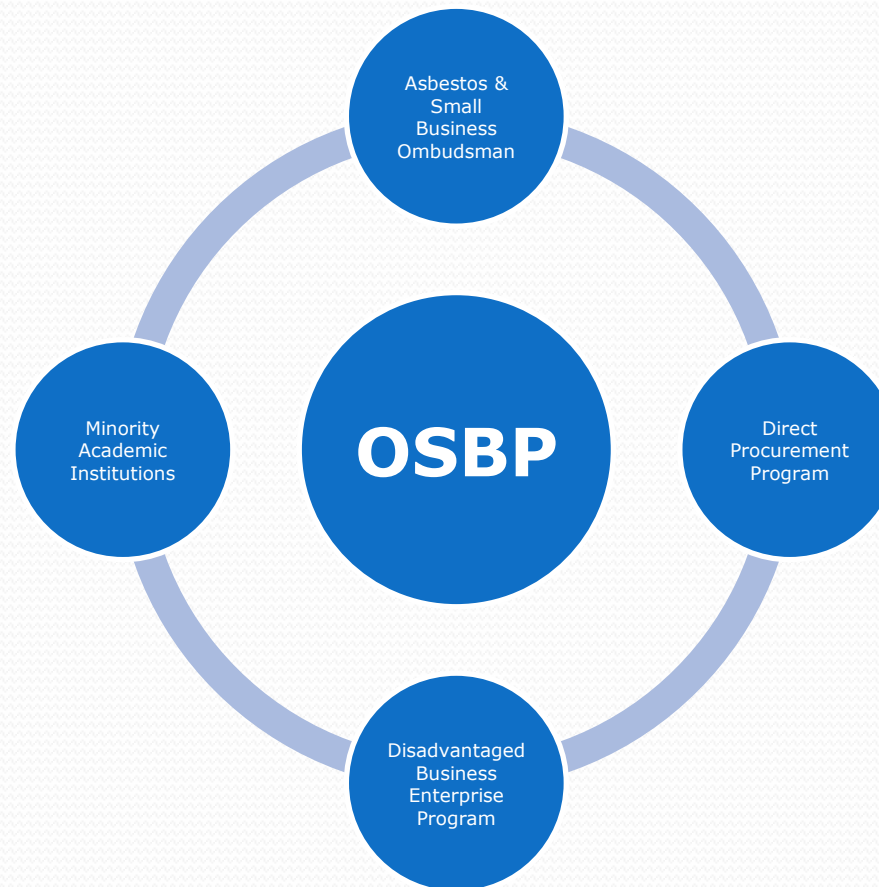 Asbestos &
Small
Business
Ombudsman
Minority
Academic
Institutions
OSBP
Direct
Procurement
Program
Disadvantaged
Business
Enterprise
Program